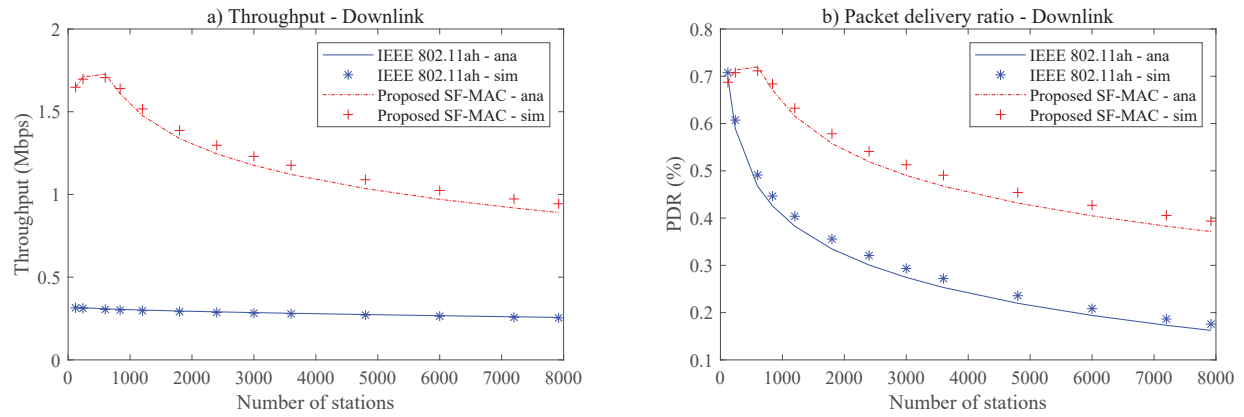 a) Throughput - Downlink
2
1.5
1
0.5
0
Throughput (Mbps)
IEEE 802.11ah - ana
IEEE 802.11ah - sim
Proposed SF-MAC - ana
Proposed SF-MAC - sim
0 1000 2000 3000 4000 5000 6000 7000 8000
Number of stations
b) Packet delivery ratio - Downlink
0.8
0.7
0.6
0.5
0.4
0.3
0.2
0.1
PDR (%)
IEEE 802.11ah - ana
IEEE 802.11ah - sim
Proposed SF-MAC - ana
Proposed SF-MAC - sim
0 1000 2000 3000 4000 5000 6000 7000 8000
Number of stations